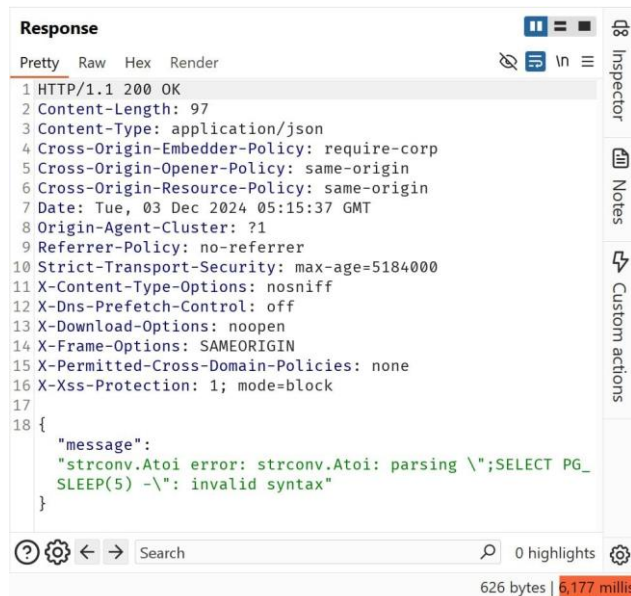 Response
Pretty Raw Hex Render \n
1 HTTP/1.1 200 OK
2 Content-Length: 97
3 Content-Type: application/json
4 Cross-Origin-Embedder-Policy: require-corp
5 Cross-Origin-Opener-Policy: same-origin
6 Cross-Origin-Resource-Policy: same-origin
7 Date: Tue, 03 Dec 2024 05:15:37 GMT
8 Origin-Agent-Cluster: ?1
9 Referrer-Policy: no-referrer
10 Strict-Transport-Security: max-age=5184000
11 X-Content-Type-Options: nosniff
12 X-Dns-Prefetch-Control: off
13 X-Download-Options: noopen
14 X-Frame-Options: SAMEORIGIN
15 X-Permitted-Cross-Domain-Policies: none
16 X-Xss-Protection: 1; mode=block
17
18 {
"message":
"strconv.Atoi error: strconv.Atoi: parsing \";SELECT PG_
SLEEP(5) -\": invalid syntax"
}
Search 0 highlights
626 bytes | 6,177 millis
Inspector
Notes
Custom actions